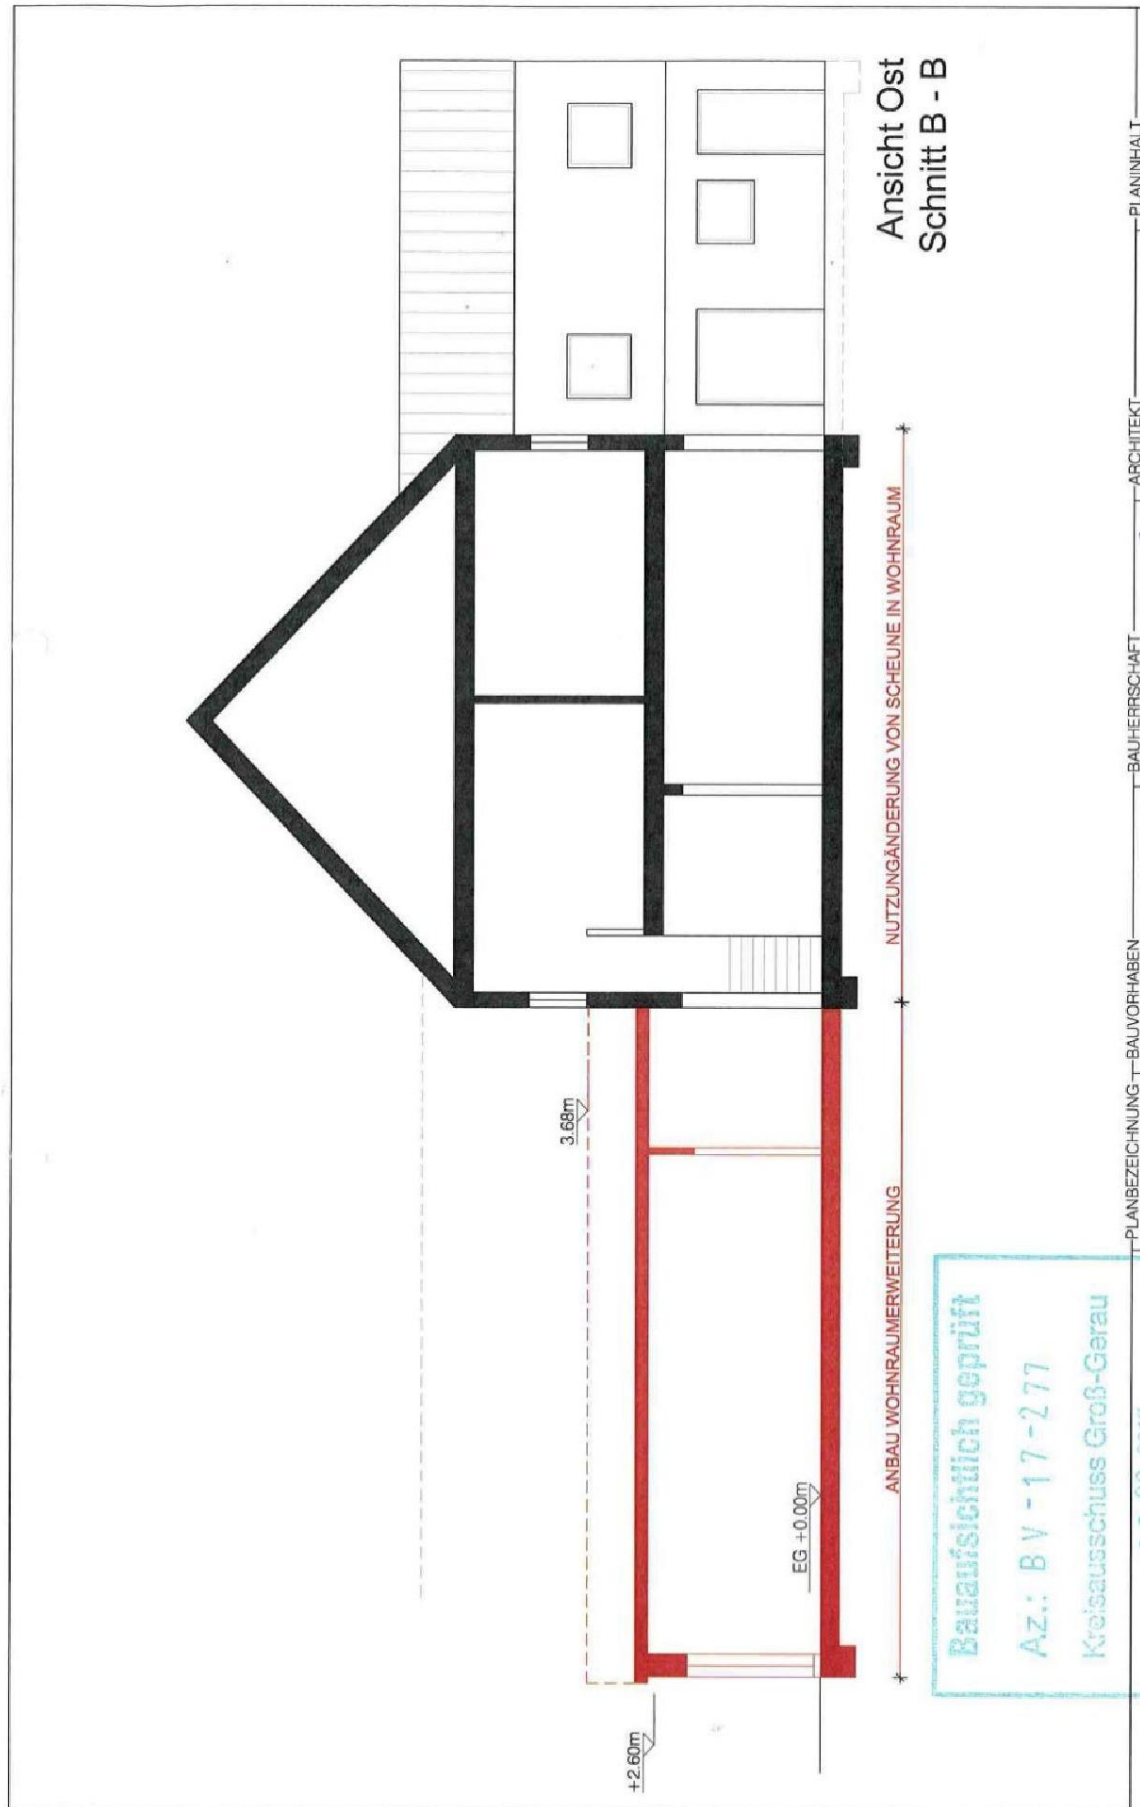 Ansicht Ost
Schnitt B - B
3.68m
+2.60m
EG +0.00m
ANBAU WOHNRAUMERWEITERUNG
NUTZUNGÄNDERUNG VON SCHEUNE IN WOHNRAUM
Bauaufsichtlich geprüft
Az.: BV-17-277
Kreisausschuss Groß-Gerau
PLANBEZEICHNUNG
BAUVORHABEN
BAUHERRSCHAFT
ARCHITEKT
PLANINHALT